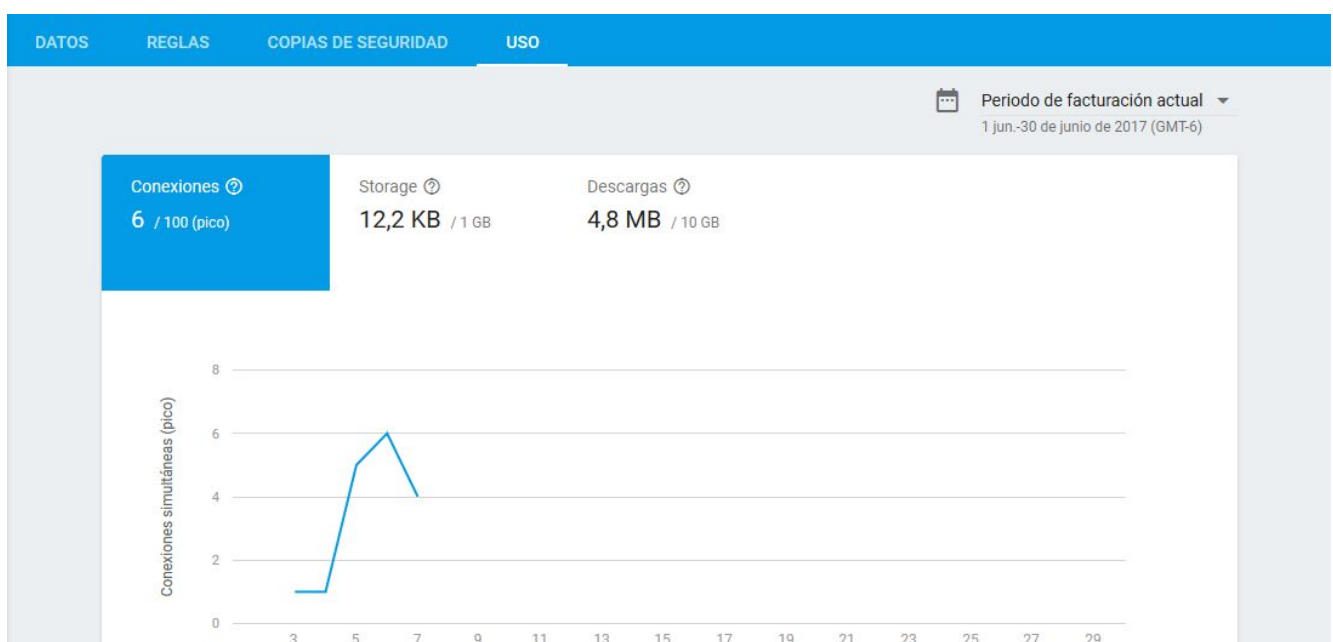 DATOS REGLAS COPIAS DE SEGURIDAD USO
Periodo de facturación actual
1 jun.-30 de junio de 2017 (GMT-6)
Conexiones Storage Descargas
6 / 100 (pico) 12,2 KB / 1 GB 4,8 MB / 10 GB
Conexiones simultáneas (pico)
8
6
4
2
0
3 5 7 9 11 13 15 17 19 21 23 25 27 29